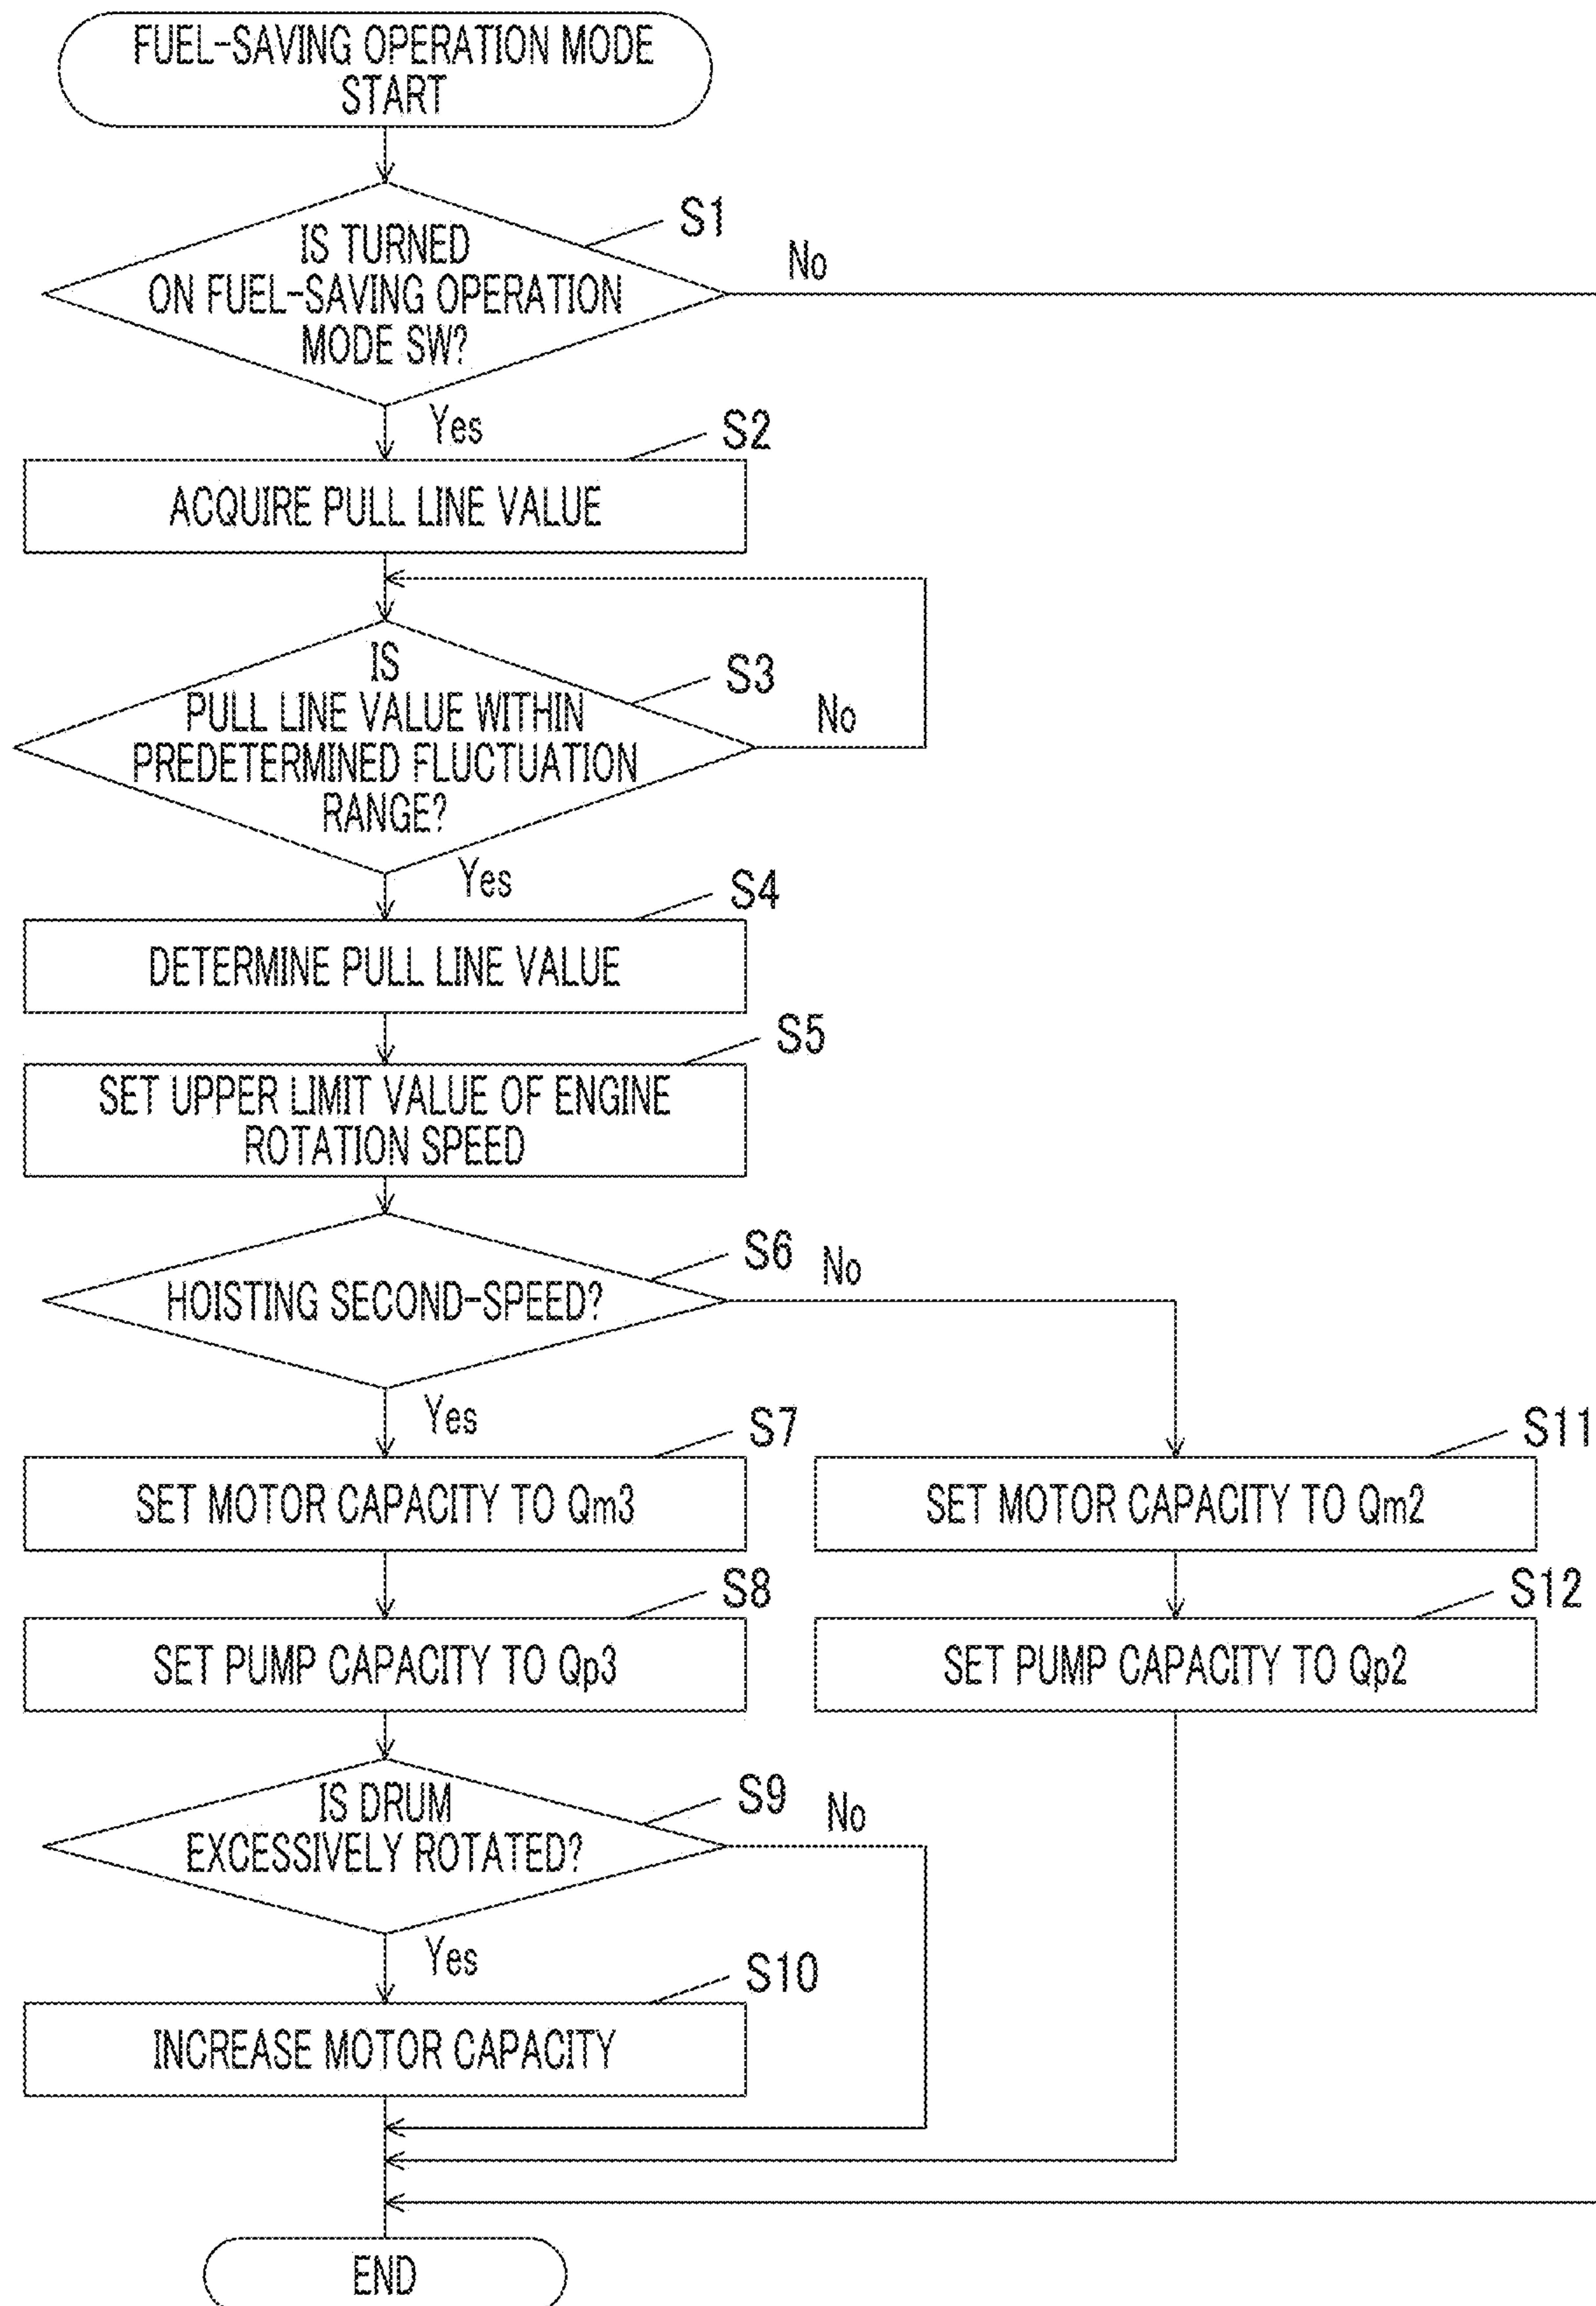 FUEL-SAVING OPERATION MODE
START
S1
IS TURNED
ON FUEL-SAVING OPERATION
MODE SW?
No
Yes
S2
ACQUIRE PULL LINE VALUE
S3
IS
PULL LINE VALUE WITHIN
PREDETERMINED FLUCTUATION
RANGE?
No
Yes
S4
DETERMINE PULL LINE VALUE
S5
SET UPPER LIMIT VALUE OF ENGINE
ROTATION SPEED
S6
No
HOISTING SECOND-SPEED?
Yes
S7
S11
SET MOTOR CAPACITY TO Qm3
SET MOTOR CAPACITY TO Qm2
S8
S12
SET PUMP CAPACITY TO Qp3
SET PUMP CAPACITY TO Qp2
S9
No
IS DRUM
EXCESSIVELY ROTATED?
Yes
S10
INCREASE MOTOR CAPACITY
END